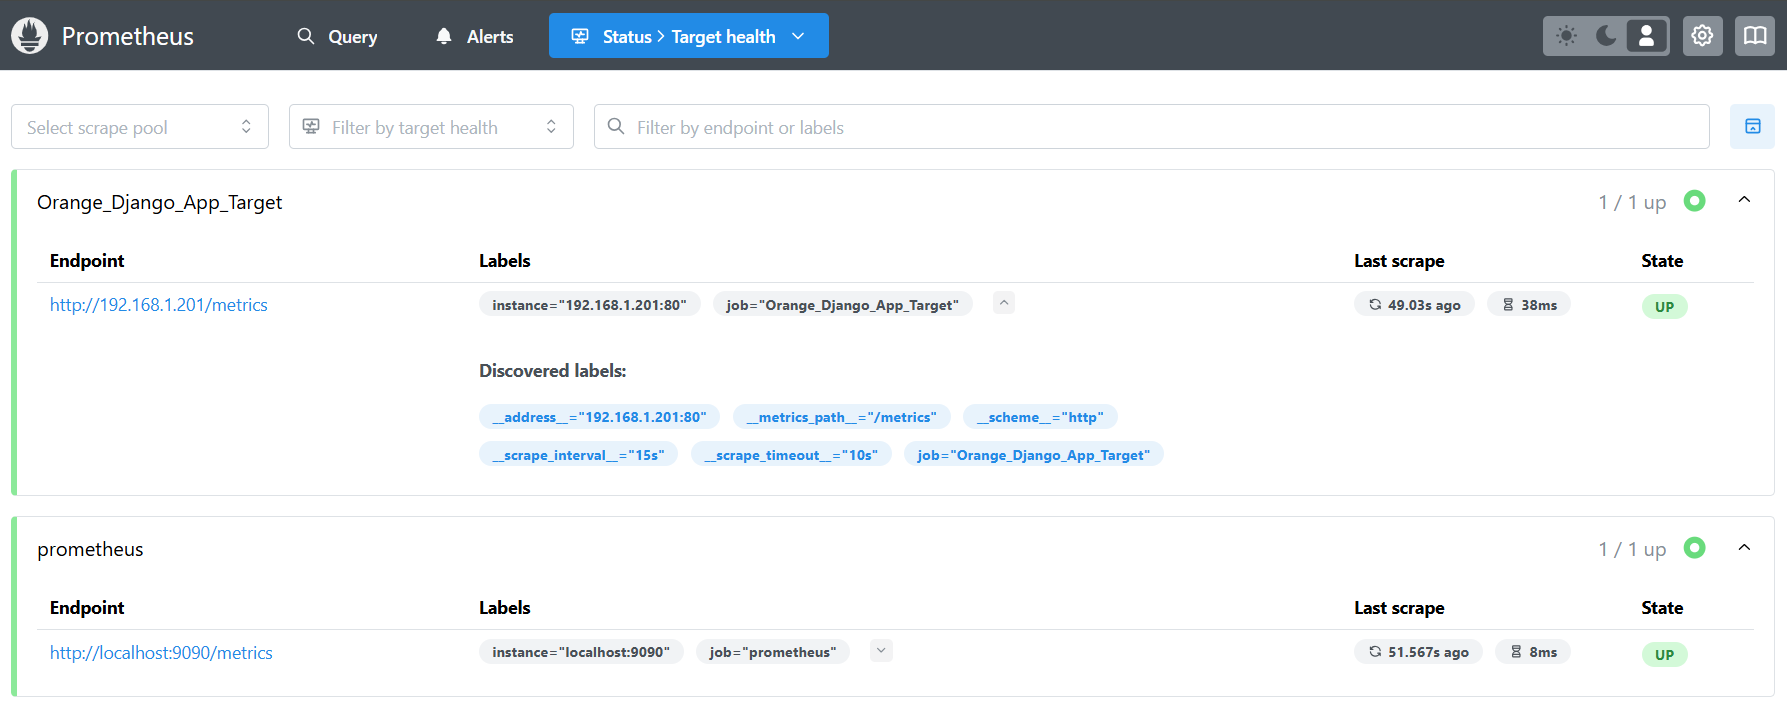 Prometheus Query Alerts Status > Target health
Select scrape pool Filter by target health Filter by endpoint or labels
Orange_Django_App_Target 1 / 1 up
Endpoint Labels Last scrape State
http://192.168.1.201/metrics instance="192.168.1.201:80" job="Orange_Django_App_Target" 49.03s ago 38ms UP
Discovered labels:
__address__="192.168.1.201:80" __metrics_path__="/metrics" __scheme__="http"
__scrape_interval__="15s" __scrape_timeout__="10s" job="Orange_Django_App_Target"
prometheus 1 / 1 up
Endpoint Labels Last scrape State
http://localhost:9090/metrics instance="localhost:9090" job="prometheus" 51.567s ago 8ms UP